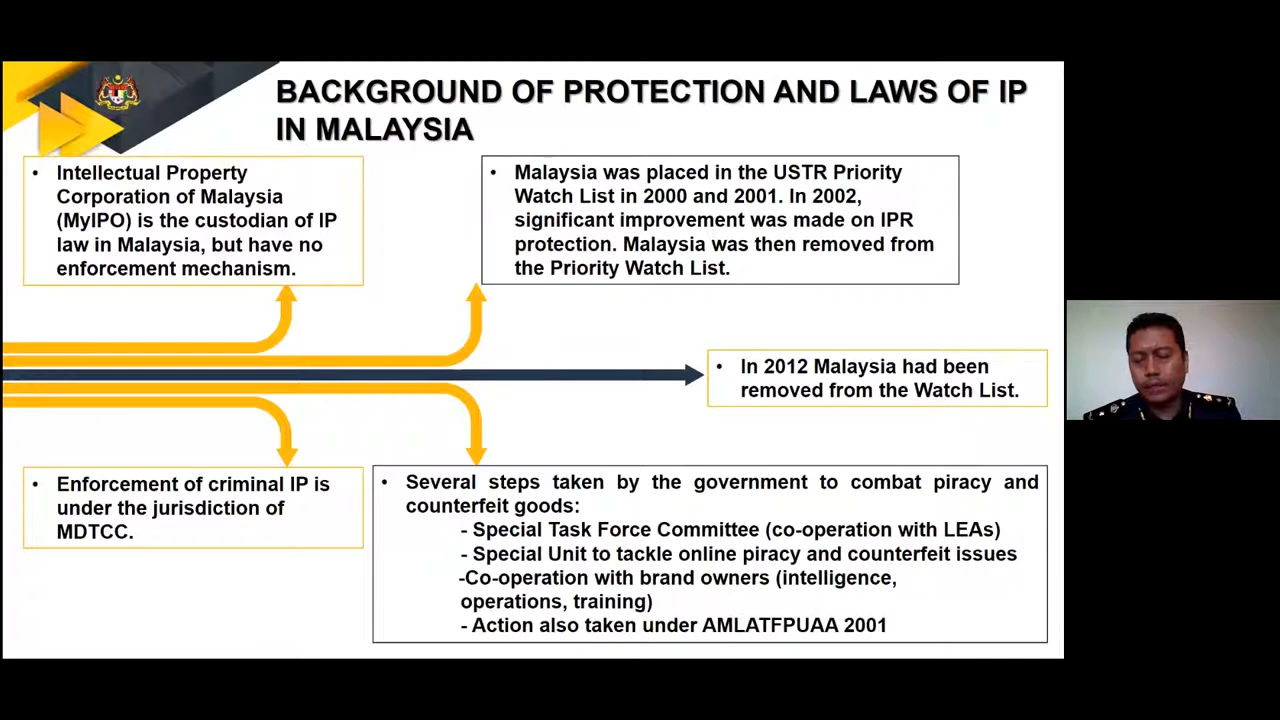 BACKGROUND OF PROTECTION AND LAWS OF IP
IN MALAYSIA
• Intellectual Property
Corporation of Malaysia
(MyIPO) is the custodian of IP
law in Malaysia, but have no
enforcement mechanism.
• Malaysia was placed in the USTR Priority
Watch List in 2000 and 2001. In 2002,
significant improvement was made on IPR
protection. Malaysia was then removed from
the Priority Watch List.
• In 2012 Malaysia had been
removed from the Watch List.
• Enforcement of criminal IP is
under the jurisdiction of
MDTCC.
• Several steps taken by the government to combat piracy and
counterfeit goods:
- Special Task Force Committee (co-operation with LEAs)
- Special Unit to tackle online piracy and counterfeit issues
-Co-operation with brand owners (intelligence,
operations, training)
- Action also taken under AMLATFPUAA 2001